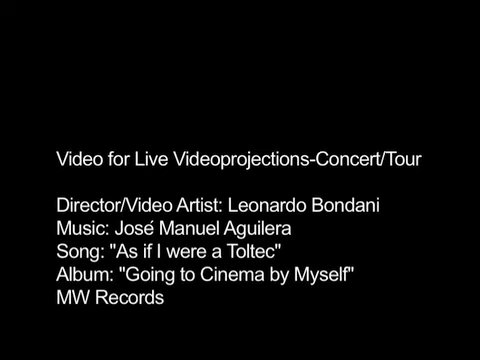 Video for Live Videoprojections-Concert/Tour
Director/Video Artist: Leonardo Bondani
Music: José Manuel Aguilera
Song: "As if I were a Toltec"
Album: "Going to Cinema by Myself"
MW Records